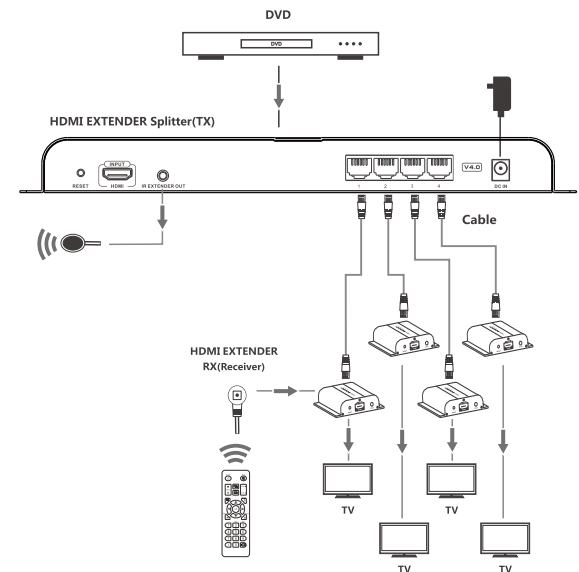 DVD
DVD
HDMI EXTENDER Splitter(TX)
INPUT
RESET
HDMI
IR EXTENDER OUT
1
2
3
4
V4.0
DC IN
Cable
HDMI EXTENDER
RX(Receiver)
TV
TV
TV
TV